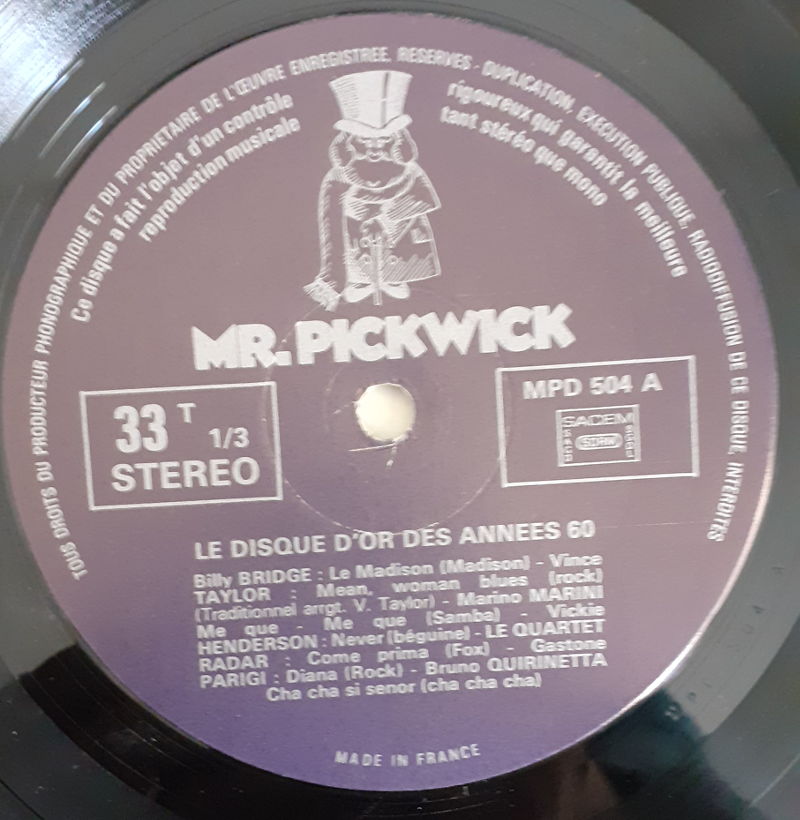 TOUS DROITS DU PRODUCTEUR PHONOGRAPHIQUE ET DU PROPRIETAIRE DE L'ŒUVRE ENREGISTREE, RESERVES - DUPLICATION, EXECUTION PUBLIQUE, RADIODIFFUSION DE CE DISQUE, INTERDITES
Ce disque a fait l'objet d'un contrôle
rigoureux qui garantit la meilleure
reproduction musicale
tant stéréo que mono
MR. PICKWICK
33 T 1/3
STEREO
MPD 504 A
SACEM
SACD
SDRM
SGDL
LE DISQUE D'OR DES ANNEES 60
Billy BRIDGE : Le Madison (Madison) - Vince
TAYLOR : Mean, woman blues (rock)
(Traditionnel arrgt. V. Taylor) - Marino MARINI
Me que - Me que (Samba) - Vickie
HENDERSON : Never (béguine) - LE QUARTET
RADAR : Come prima (Fox) - Gastone
PARIGI : Diana (Rock) - Bruno QUIRINETTA
Cha cha si senor (cha cha cha)
MADE IN FRANCE